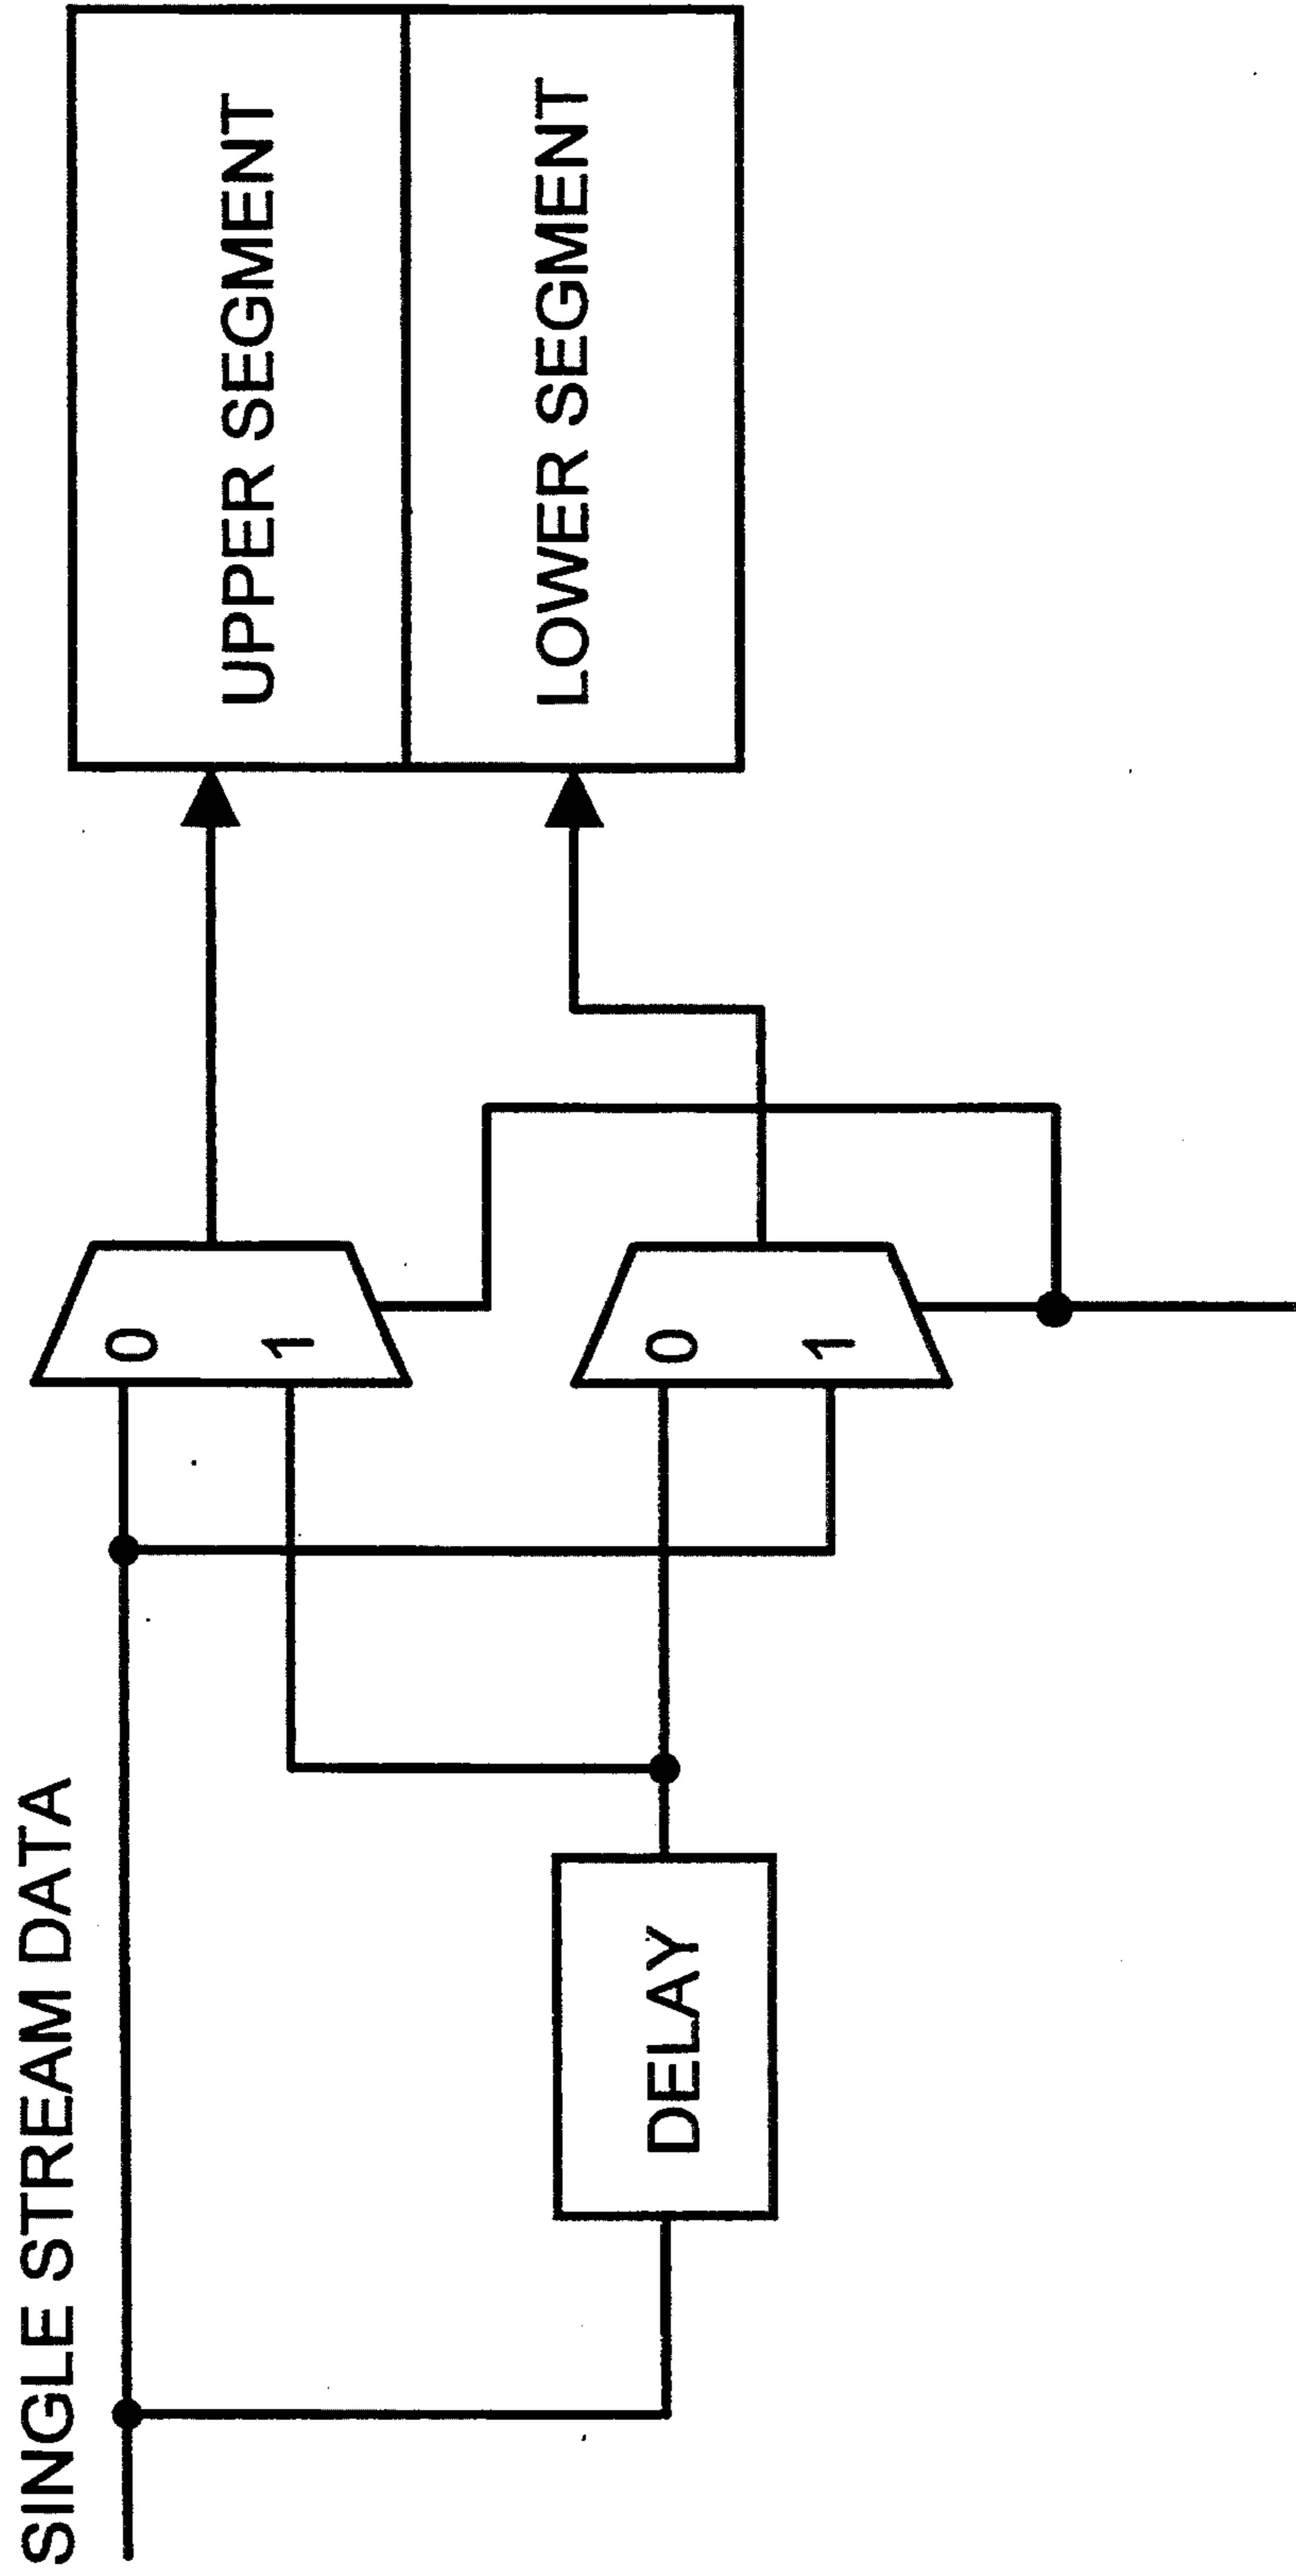 SINGLE STREAM DATA
DELAY
0
1
0
1
UPPER SEGMENT
LOWER SEGMENT